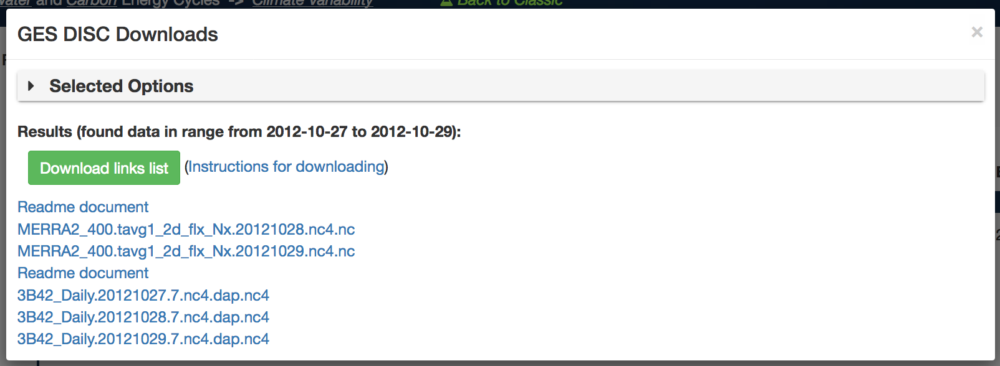 Water and Carbon Energy Cycles -> Climate Variability Back to Classic
GES DISC Downloads ×
Selected Options
Results (found data in range from 2012-10-27 to 2012-10-29):
Download links list (Instructions for downloading)
Readme document
MERRA2_400.tavg1_2d_flx_Nx.20121028.nc4.nc
MERRA2_400.tavg1_2d_flx_Nx.20121029.nc4.nc
Readme document
3B42_Daily.20121027.7.nc4.dap.nc4
3B42_Daily.20121028.7.nc4.dap.nc4
3B42_Daily.20121029.7.nc4.dap.nc4